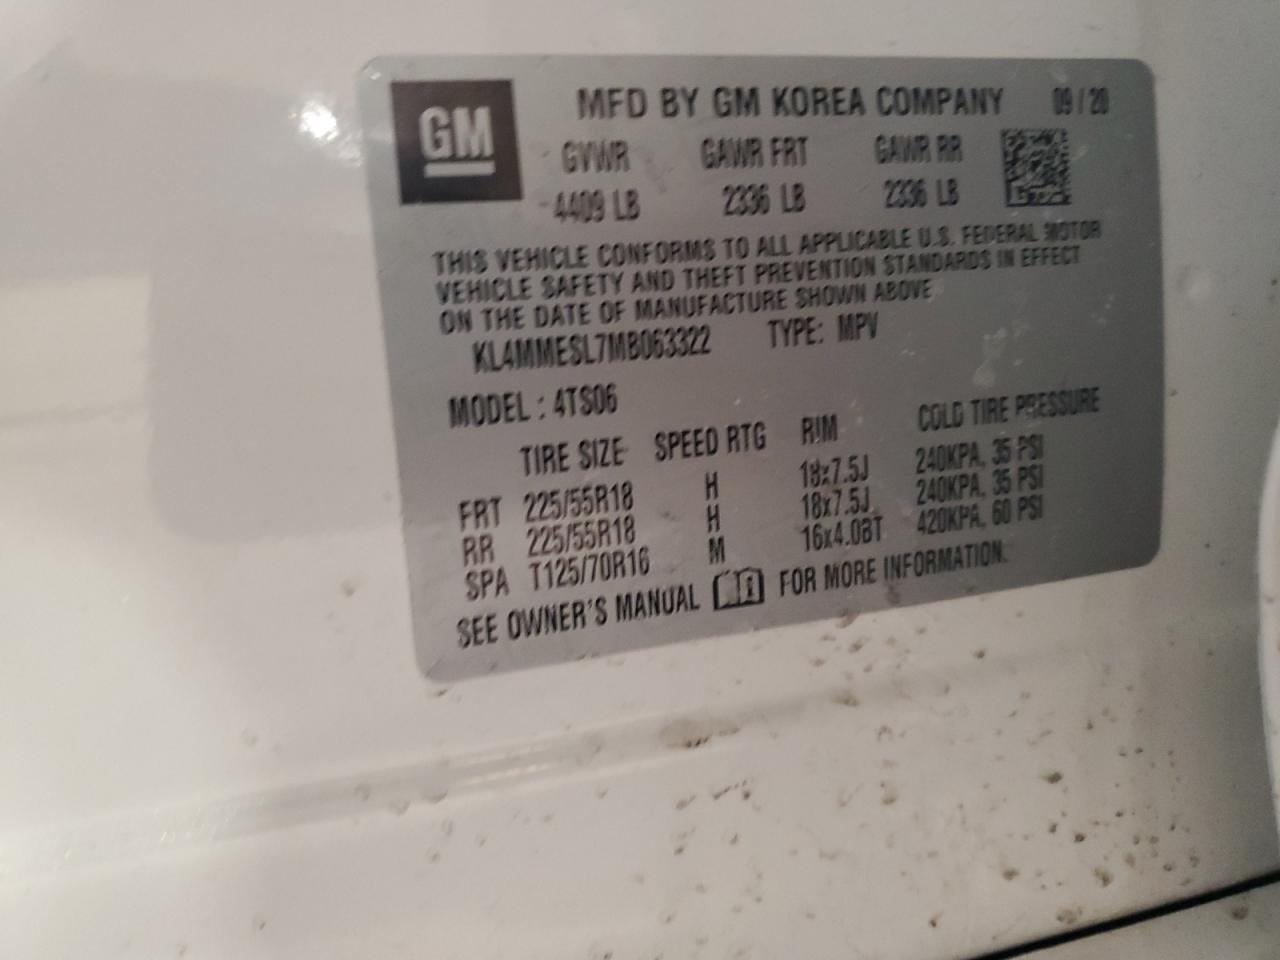 GM
MFD BY GM KOREA COMPANY 09/20
GVWR GAWR FRT GAWR RR
4409 LB 2336 LB 2336 LB
THIS VEHICLE CONFORMS TO ALL APPLICABLE U.S. FEDERAL MOTOR
VEHICLE SAFETY AND THEFT PREVENTION STANDARDS IN EFFECT
ON THE DATE OF MANUFACTURE SHOWN ABOVE
KL4MMESL7MB063322 TYPE: MPV
MODEL : 4TS06
TIRE SIZE SPEED RTG RIM COLD TIRE PRESSURE
FRT 225/55R18 H 18x7.5J 240KPA, 35 PSI
RR 225/55R18 H 18x7.5J 240KPA, 35 PSI
SPA T125/70R16 M 16x4.0BT 420KPA, 60 PSI
SEE OWNER'S MANUAL FOR MORE INFORMATION.